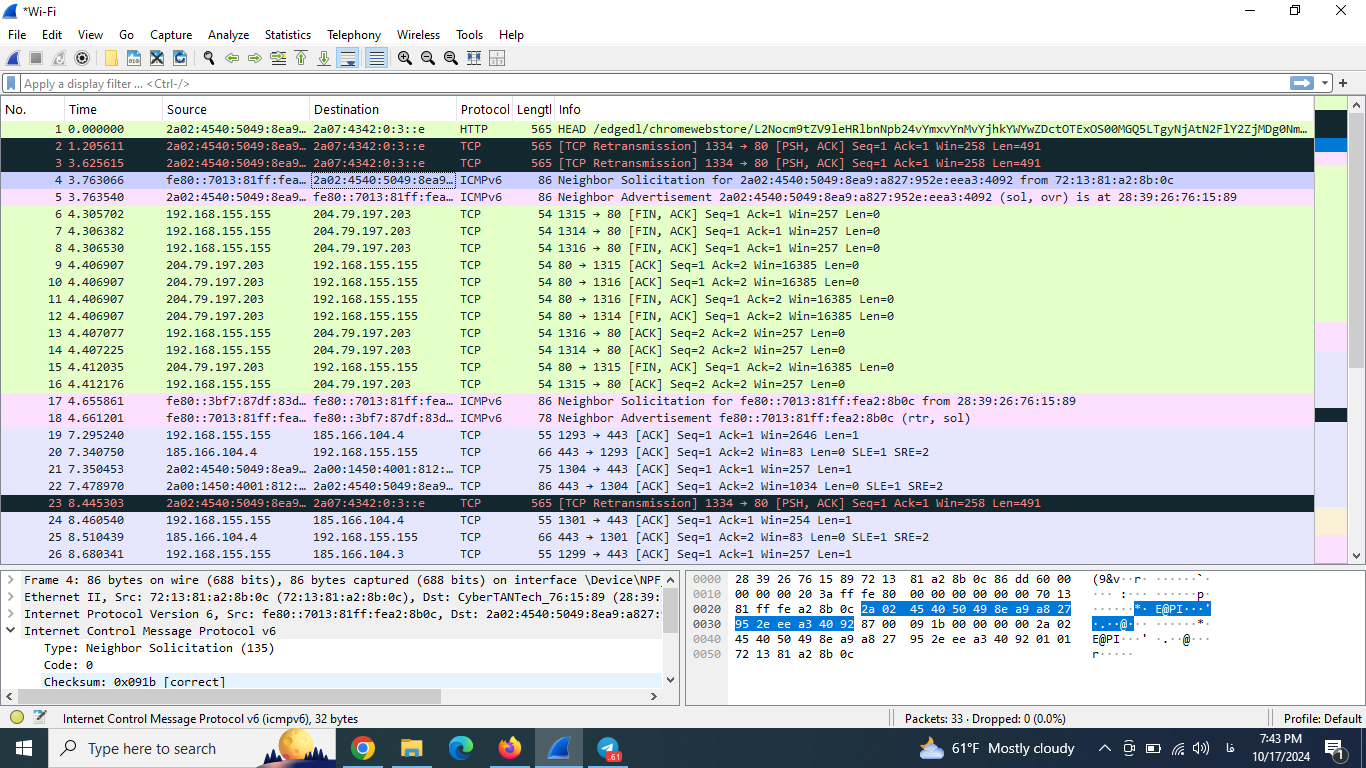 *Wi-Fi
File Edit View Go Capture Analyze Statistics Telephony Wireless Tools Help
Apply a display filter ... <Ctrl-/>
No. Time Source Destination Protocol Lengtl Info
1 0.000000 2a02:4540:5049:8ea9… 2a07:4342:0:3::e HTTP 565 HEAD /edgedl/chromewebstore/L2Nocm9tZV9leHRlbnNpb24vYmxvYnMvYjhkYWYwZDctOTExOS00MGQ5LTgyNjAtN2FlY2ZjMDg0Nm…
2 1.205611 2a02:4540:5049:8ea9… 2a07:4342:0:3::e TCP 565 [TCP Retransmission] 1334 → 80 [PSH, ACK] Seq=1 Ack=1 Win=258 Len=491
3 3.625615 2a02:4540:5049:8ea9… 2a07:4342:0:3::e TCP 565 [TCP Retransmission] 1334 → 80 [PSH, ACK] Seq=1 Ack=1 Win=258 Len=491
4 3.763066 fe80::7013:81ff:fea… 2a02:4540:5049:8ea9… ICMPv6 86 Neighbor Solicitation for 2a02:4540:5049:8ea9:a827:952e:eea3:4092 from 72:13:81:a2:8b:0c
5 3.763540 2a02:4540:5049:8ea9… fe80::7013:81ff:fea… ICMPv6 86 Neighbor Advertisement 2a02:4540:5049:8ea9:a827:952e:eea3:4092 (sol, ovr) is at 28:39:26:76:15:89
6 4.305702 192.168.155.155 204.79.197.203 TCP 54 1315 → 80 [FIN, ACK] Seq=1 Ack=1 Win=257 Len=0
7 4.306382 192.168.155.155 204.79.197.203 TCP 54 1314 → 80 [FIN, ACK] Seq=1 Ack=1 Win=257 Len=0
8 4.306530 192.168.155.155 204.79.197.203 TCP 54 1316 → 80 [FIN, ACK] Seq=1 Ack=1 Win=257 Len=0
9 4.406907 204.79.197.203 192.168.155.155 TCP 54 80 → 1315 [ACK] Seq=1 Ack=2 Win=16385 Len=0
10 4.406907 204.79.197.203 192.168.155.155 TCP 54 80 → 1316 [ACK] Seq=1 Ack=2 Win=16385 Len=0
11 4.406907 204.79.197.203 192.168.155.155 TCP 54 80 → 1316 [FIN, ACK] Seq=1 Ack=2 Win=16385 Len=0
12 4.406907 204.79.197.203 192.168.155.155 TCP 54 80 → 1314 [FIN, ACK] Seq=1 Ack=2 Win=16385 Len=0
13 4.407077 192.168.155.155 204.79.197.203 TCP 54 1316 → 80 [ACK] Seq=2 Ack=2 Win=257 Len=0
14 4.407225 192.168.155.155 204.79.197.203 TCP 54 1314 → 80 [ACK] Seq=2 Ack=2 Win=257 Len=0
15 4.412035 204.79.197.203 192.168.155.155 TCP 54 80 → 1315 [FIN, ACK] Seq=1 Ack=2 Win=16385 Len=0
16 4.412176 192.168.155.155 204.79.197.203 TCP 54 1315 → 80 [ACK] Seq=2 Ack=2 Win=257 Len=0
17 4.655861 fe80::3bf7:87df:83d… fe80::7013:81ff:fea… ICMPv6 86 Neighbor Solicitation for fe80::7013:81ff:fea2:8b0c from 28:39:26:76:15:89
18 4.661201 fe80::7013:81ff:fea… fe80::3bf7:87df:83d… ICMPv6 78 Neighbor Advertisement fe80::7013:81ff:fea2:8b0c (rtr, sol)
19 7.295240 192.168.155.155 185.166.104.4 TCP 55 1293 → 443 [ACK] Seq=1 Ack=1 Win=2646 Len=1
20 7.340750 185.166.104.4 192.168.155.155 TCP 66 443 → 1293 [ACK] Seq=1 Ack=2 Win=83 Len=0 SLE=1 SRE=2
21 7.350453 2a02:4540:5049:8ea9… 2a00:1450:4001:812:… TCP 75 1304 → 443 [ACK] Seq=1 Ack=1 Win=257 Len=1
22 7.478970 2a00:1450:4001:812:… 2a02:4540:5049:8ea9… TCP 86 443 → 1304 [ACK] Seq=1 Ack=2 Win=1034 Len=0 SLE=1 SRE=2
23 8.445303 2a02:4540:5049:8ea9… 2a07:4342:0:3::e TCP 565 [TCP Retransmission] 1334 → 80 [PSH, ACK] Seq=1 Ack=1 Win=258 Len=491
24 8.460540 192.168.155.155 185.166.104.4 TCP 55 1301 → 443 [ACK] Seq=1 Ack=1 Win=254 Len=1
25 8.510439 185.166.104.4 192.168.155.155 TCP 66 443 → 1301 [ACK] Seq=1 Ack=2 Win=83 Len=0 SLE=1 SRE=2
26 8.680341 192.168.155.155 185.166.104.3 TCP 55 1299 → 443 [ACK] Seq=1 Ack=1 Win=257 Len=1
Frame 4: 86 bytes on wire (688 bits), 86 bytes captured (688 bits) on interface \Device\NPF_
Ethernet II, Src: 72:13:81:a2:8b:0c (72:13:81:a2:8b:0c), Dst: CyberTANTech_76:15:89 (28:39:
Internet Protocol Version 6, Src: fe80::7013:81ff:fea2:8b0c, Dst: 2a02:4540:5049:8ea9:a827:
Internet Control Message Protocol v6
Type: Neighbor Solicitation (135)
Code: 0
Checksum: 0x091b [correct]
0000 28 39 26 76 15 89 72 13 81 a2 8b 0c 86 dd 60 00 (9&v··r· ······`·
0010 00 00 00 20 3a ff fe 80 00 00 00 00 00 00 70 13 ··· :··· ······p·
0020 81 ff fe a2 8b 0c 2a 02 45 40 50 49 8e a9 a8 27 ······*· E@PI···'
0030 95 2e ee a3 40 92 87 00 09 1b 00 00 00 00 2a 02 ·.··@··· ······*·
0040 45 40 50 49 8e a9 a8 27 95 2e ee a3 40 92 01 01 E@PI···' ·.··@···
0050 72 13 81 a2 8b 0c r·····
Internet Control Message Protocol v6 (icmpv6), 32 bytes
Packets: 33 · Dropped: 0 (0.0%)
Profile: Default
Type here to search
.61
61°F Mostly cloudy
فا
7:43 PM
10/17/2024
1